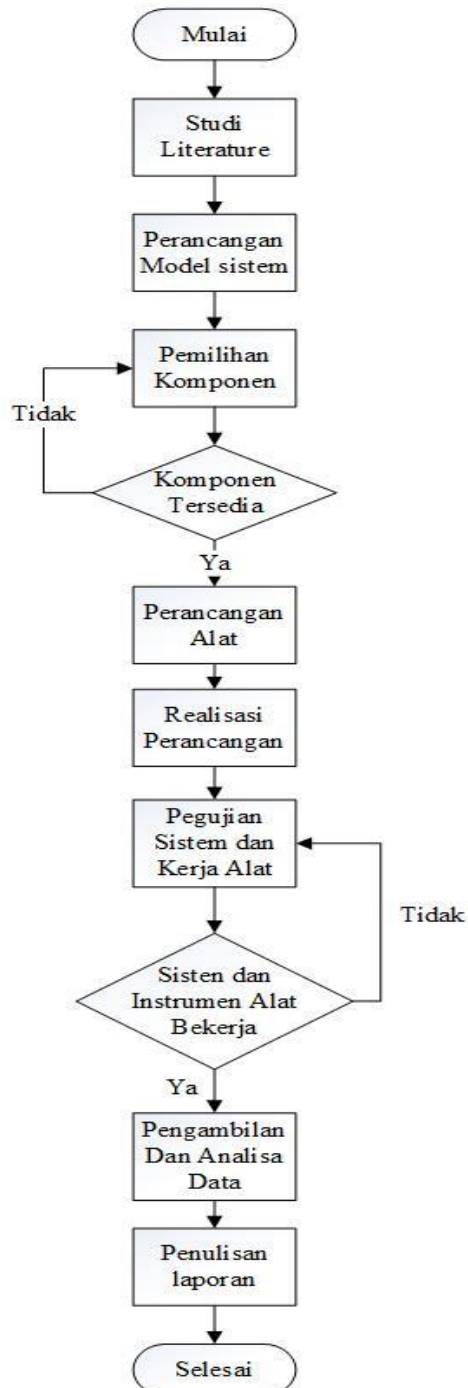 Mulai
Studi
Literature
Perancangan
Model sistem
Pemilihan
Komponen
Tidak
Komponen
Tersedia
Ya
Perancangan
Alat
Realisasi
Perancangan
Pegujian
Sistem dan
Kerja Alat
Tidak
Sisten dan
Instrumen Alat
Bekerja
Ya
Pengambilan
Dan Analisa
Data
Penulisan
laporan
Selesai